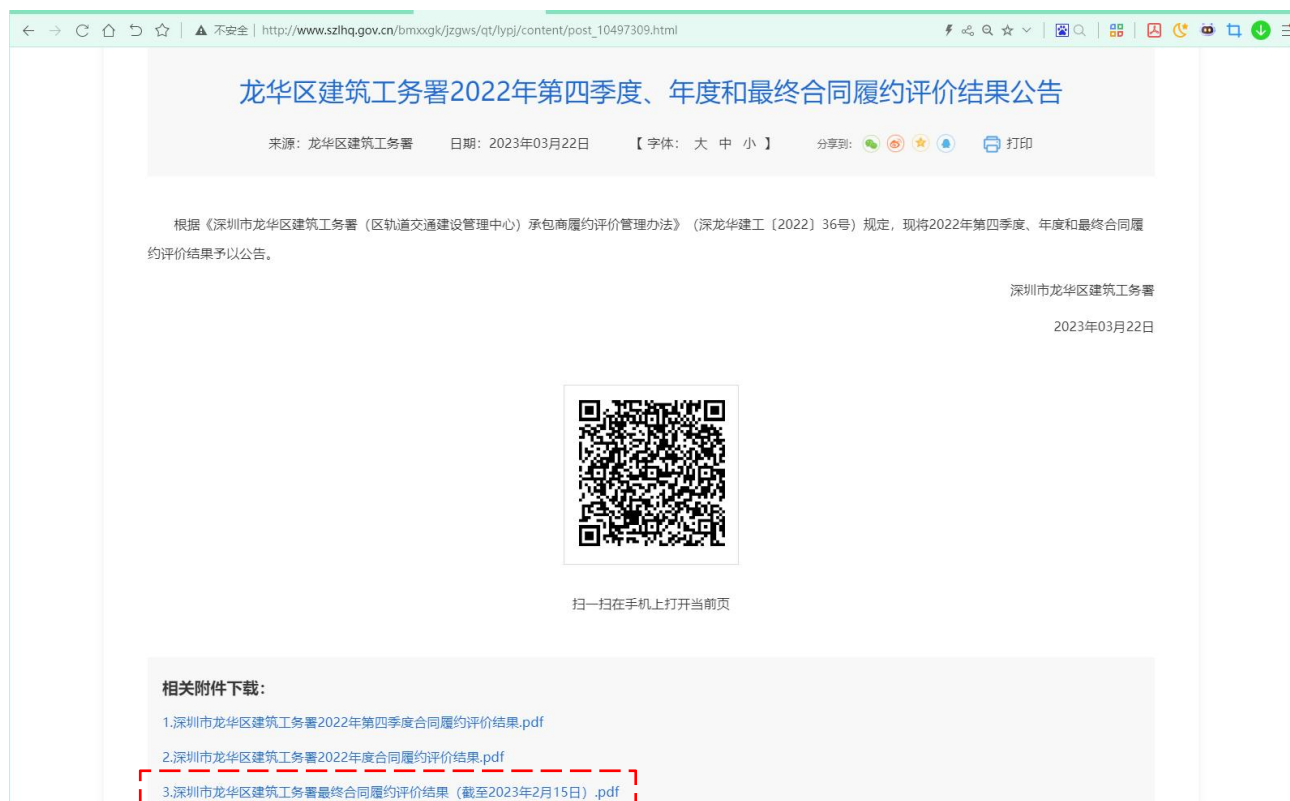 不安全 http://www.szlhq.gov.cn/bmxxgk/jzgws/qt/lypj/content/post_10497309.html
龙华区建筑工务署2022年第四季度、年度和最终合同履约评价结果公告
来源：龙华区建筑工务署 日期：2023年03月22日 【 字体： 大 中 小 】 分享到： 打印
根据《深圳市龙华区建筑工务署（区轨道交通建设管理中心）承包商履约评价管理办法》（深龙华建工〔2022〕36号）规定，现将2022年第四季度、年度和最终合同履
约评价结果予以公告。
深圳市龙华区建筑工务署
2023年03月22日
扫一扫在手机上打开当前页
相关附件下载：
1.深圳市龙华区建筑工务署2022年第四季度合同履约评价结果.pdf
2.深圳市龙华区建筑工务署2022年度合同履约评价结果.pdf
3.深圳市龙华区建筑工务署最终合同履约评价结果（截至2023年2月15日）.pdf